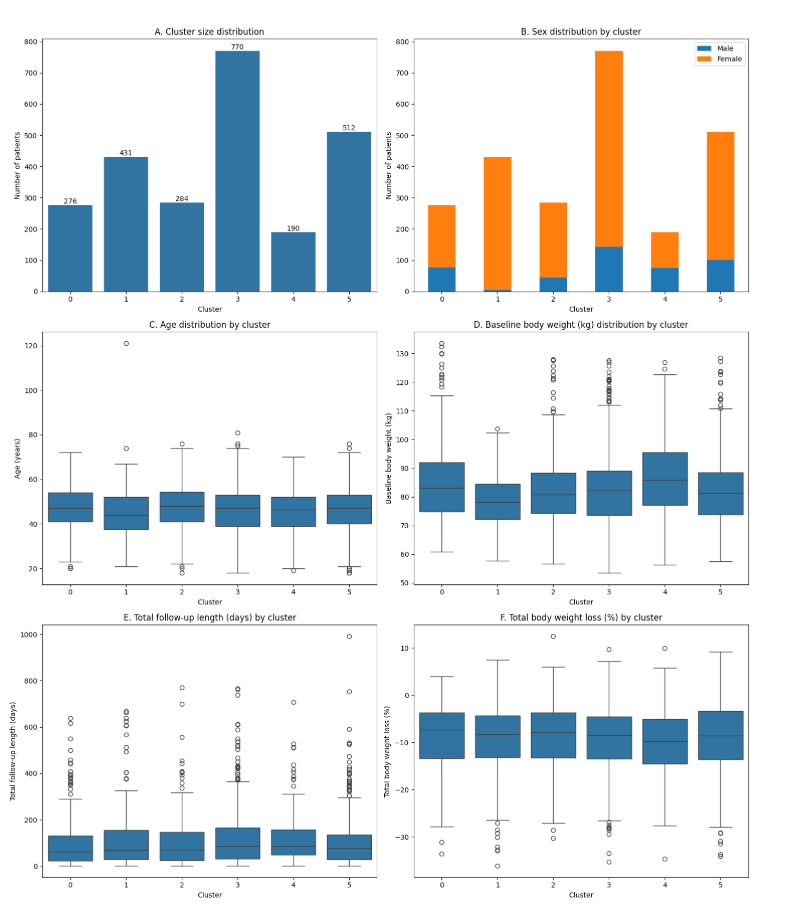 A. Cluster size distribution
800
700
600
500
400
300
200
100
0
Number of patients
276
431
284
770
190
512
0 1 2 3 4 5
Cluster
B. Sex distribution by cluster
Male
Female
800
700
600
500
400
300
200
100
0
Number of patients
0 1 2 3 4 5
Cluster
C. Age distribution by cluster
120
100
80
60
40
20
Age (years)
0 1 2 3 4 5
Cluster
D. Baseline body weight (kg) distribution by cluster
130
120
110
100
90
80
70
60
50
Baseline body weight (kg)
0 1 2 3 4 5
Cluster
E. Total follow-up length (days) by cluster
1000
800
600
400
200
0
Total follow-up length (days)
0 1 2 3 4 5
Cluster
F. Total body weight loss (%) by cluster
10
0
−10
−20
−30
Total body weight loss (%)
0 1 2 3 4 5
Cluster